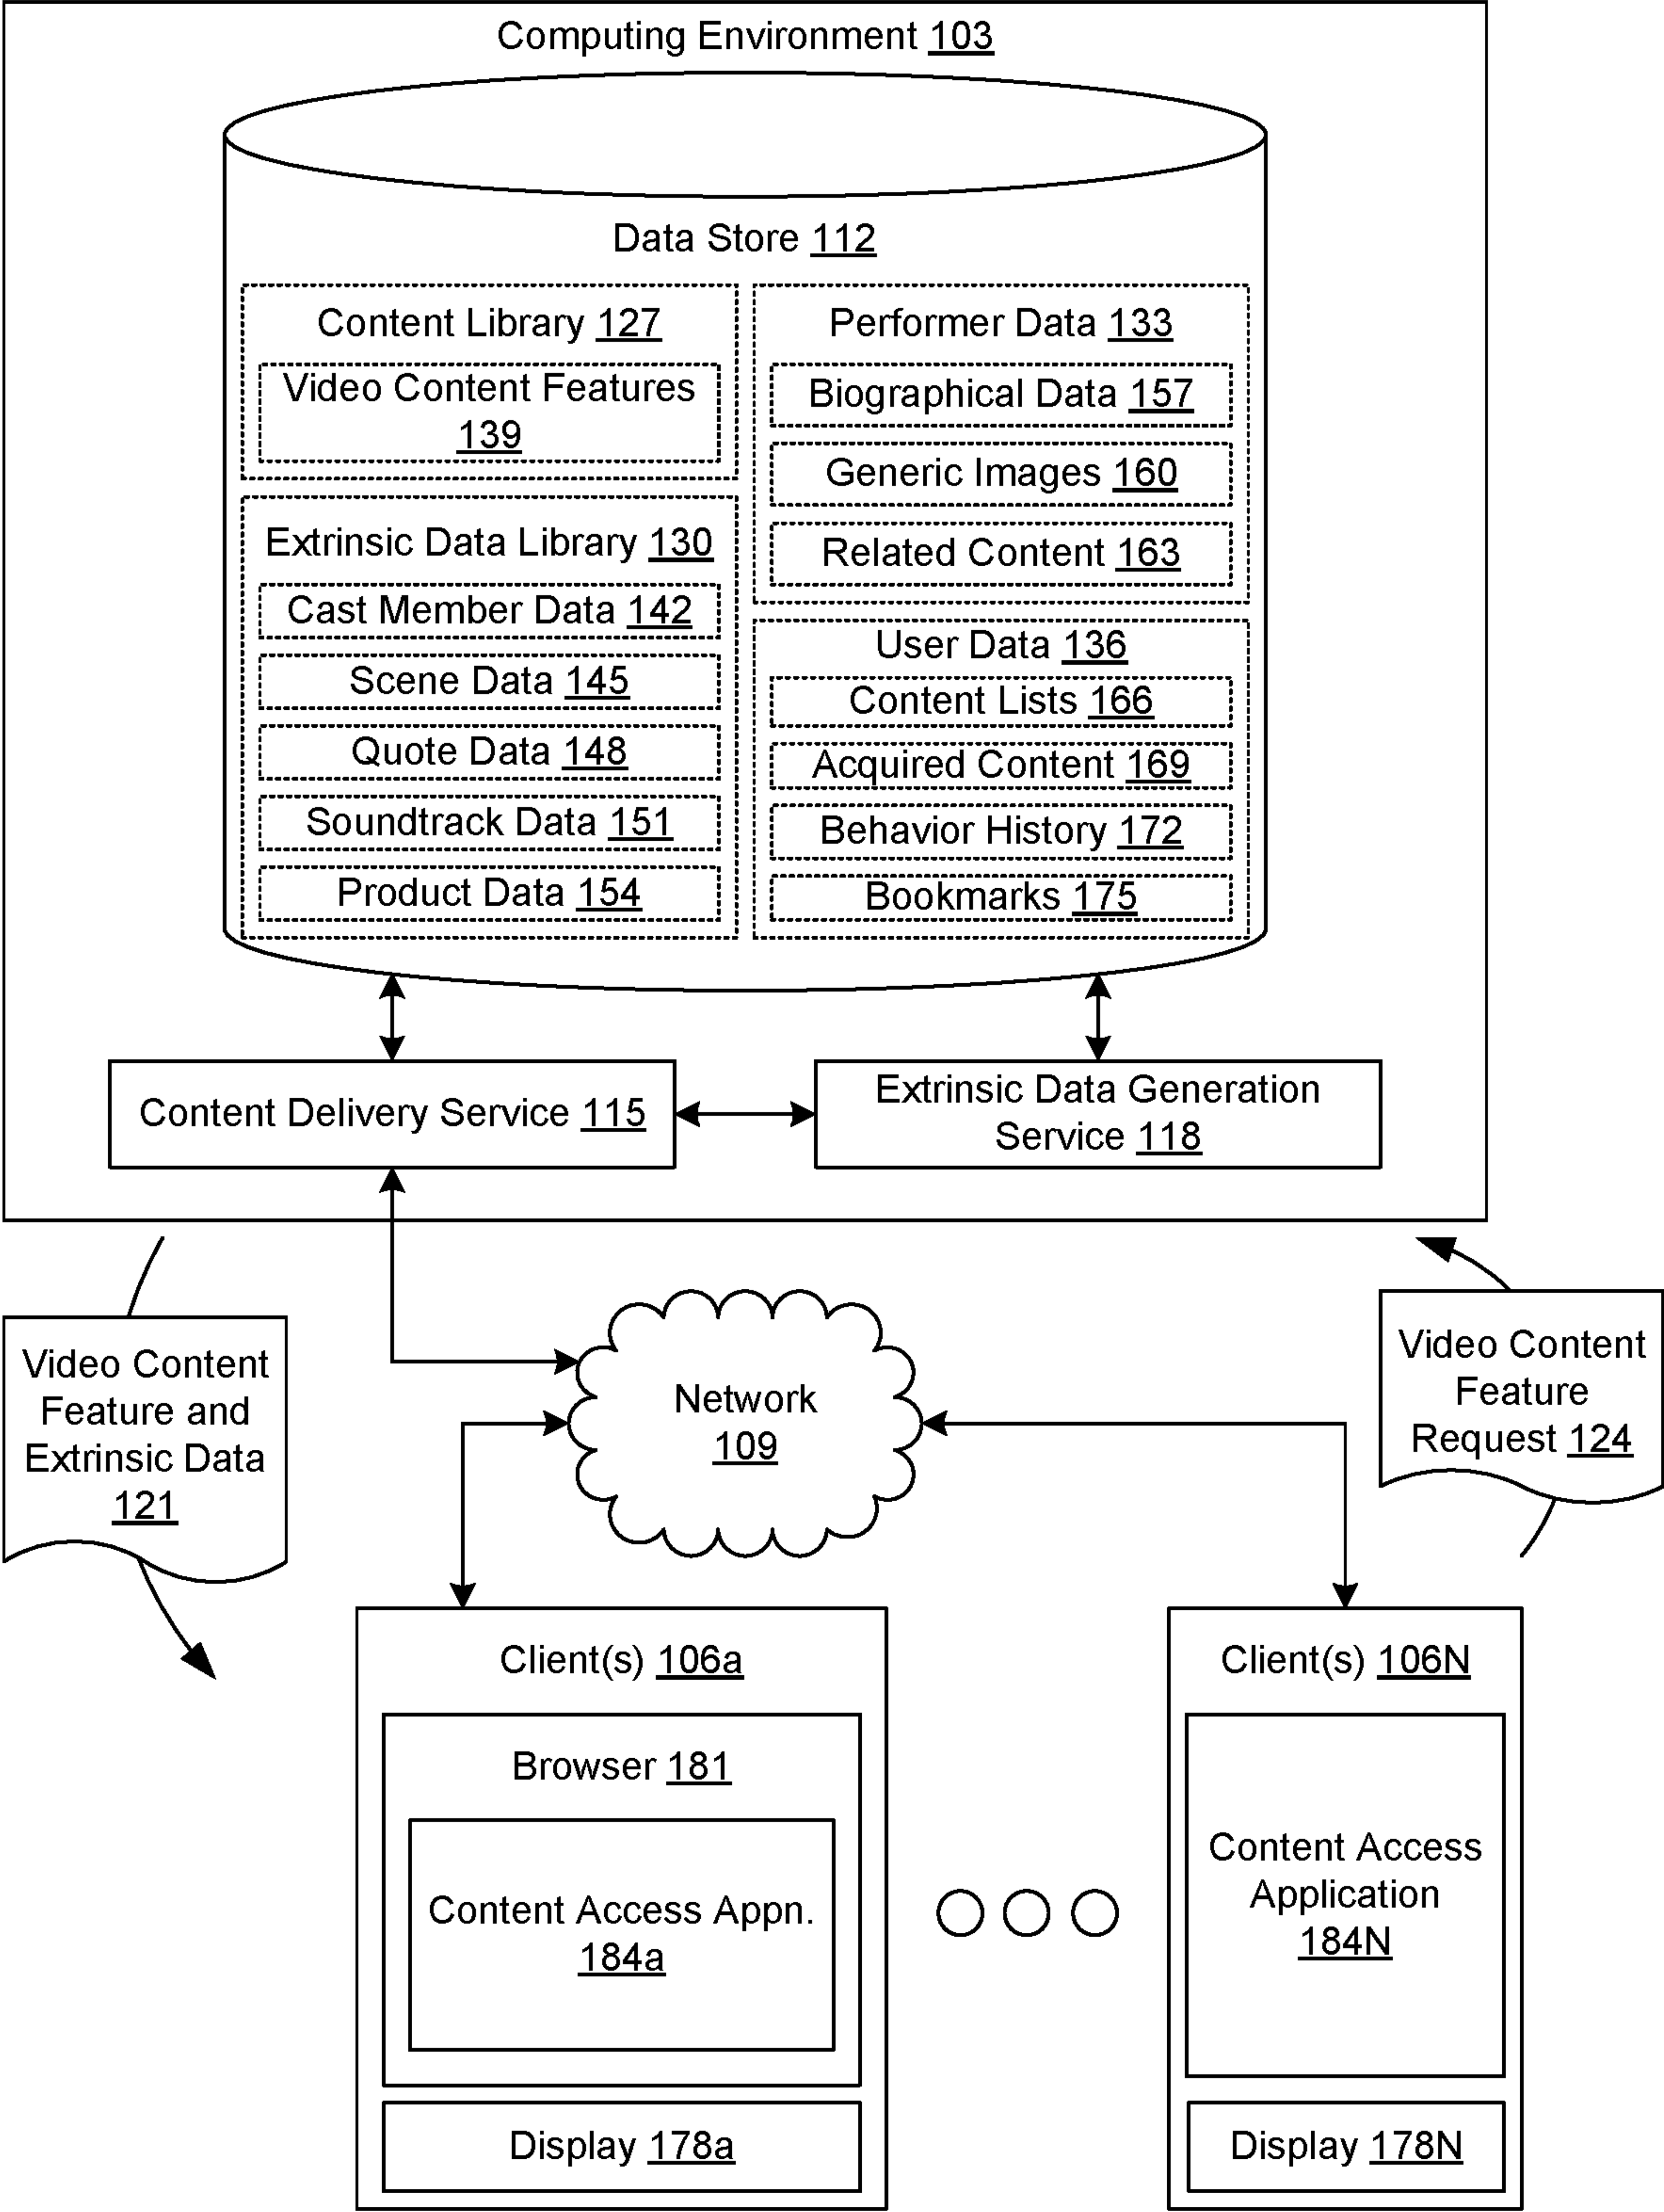 Computing Environment 103
Data Store 112
Content Library 127
Video Content Features
139
Extrinsic Data Library 130
Cast Member Data 142
Scene Data 145
Quote Data 148
Soundtrack Data 151
Product Data 154
Performer Data 133
Biographical Data 157
Generic Images 160
Related Content 163
User Data 136
Content Lists 166
Acquired Content 169
Behavior History 172
Bookmarks 175
Content Delivery Service 115
Extrinsic Data Generation
Service 118
Video Content
Feature and
Extrinsic Data
121
Network
109
Video Content
Feature
Request 124
Client(s) 106a
Browser 181
Content Access Appn.
184a
Display 178a
Client(s) 106N
Content Access
Application
184N
Display 178N